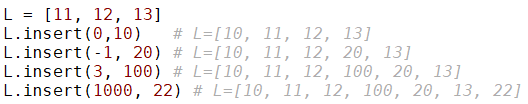 L = [11, 12, 13]
L.insert(0,10)   # L=[10, 11, 12, 13]
L.insert(-1, 20) # L=[10, 11, 12, 20, 13]
L.insert(3, 100) # L=[10, 11, 12, 100, 20, 13]
L.insert(1000, 22) # L=[10, 11, 12, 100, 20, 13, 22]